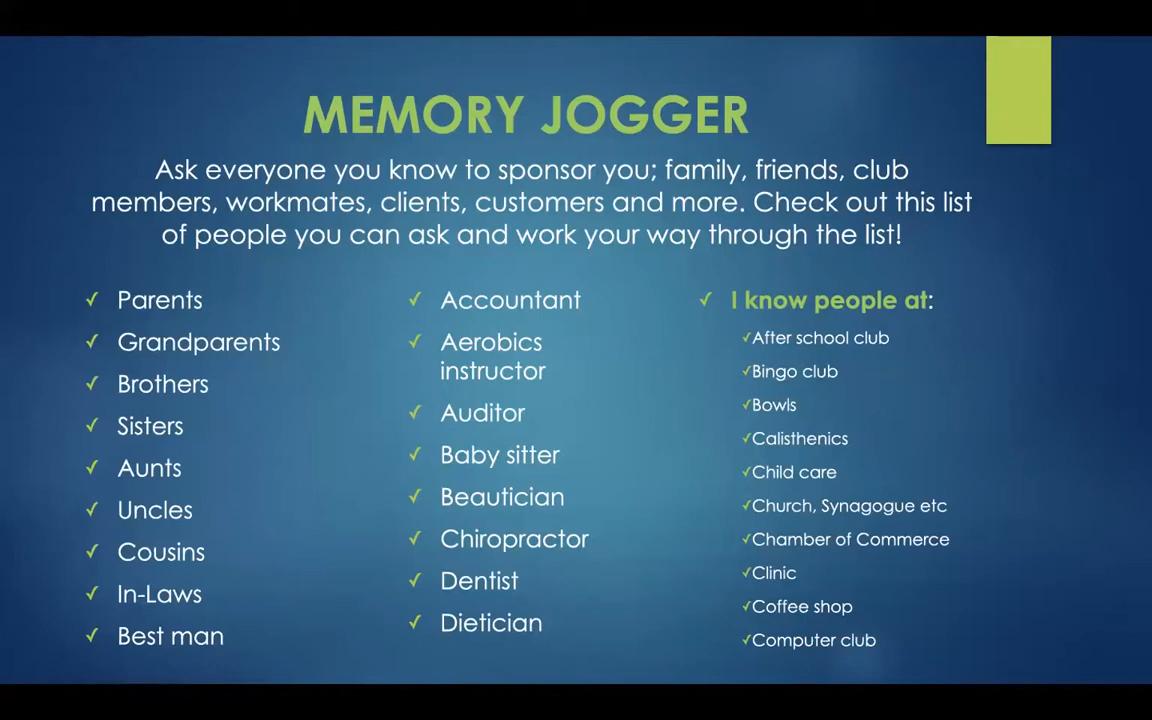 MEMORY JOGGER
Ask everyone you know to sponsor you; family, friends, club
members, workmates, clients, customers and more. Check out this list
of people you can ask and work your way through the list!
✓ Parents
✓ Grandparents
✓ Brothers
✓ Sisters
✓ Aunts
✓ Uncles
✓ Cousins
✓ In-Laws
✓ Best man
✓ Accountant
✓ Aerobics
instructor
✓ Auditor
✓ Baby sitter
✓ Beautician
✓ Chiropractor
✓ Dentist
✓ Dietician
✓ I know people at:
✓After school club
✓Bingo club
✓Bowls
✓Calisthenics
✓Child care
✓Church, Synagogue etc
✓Chamber of Commerce
✓Clinic
✓Coffee shop
✓Computer club